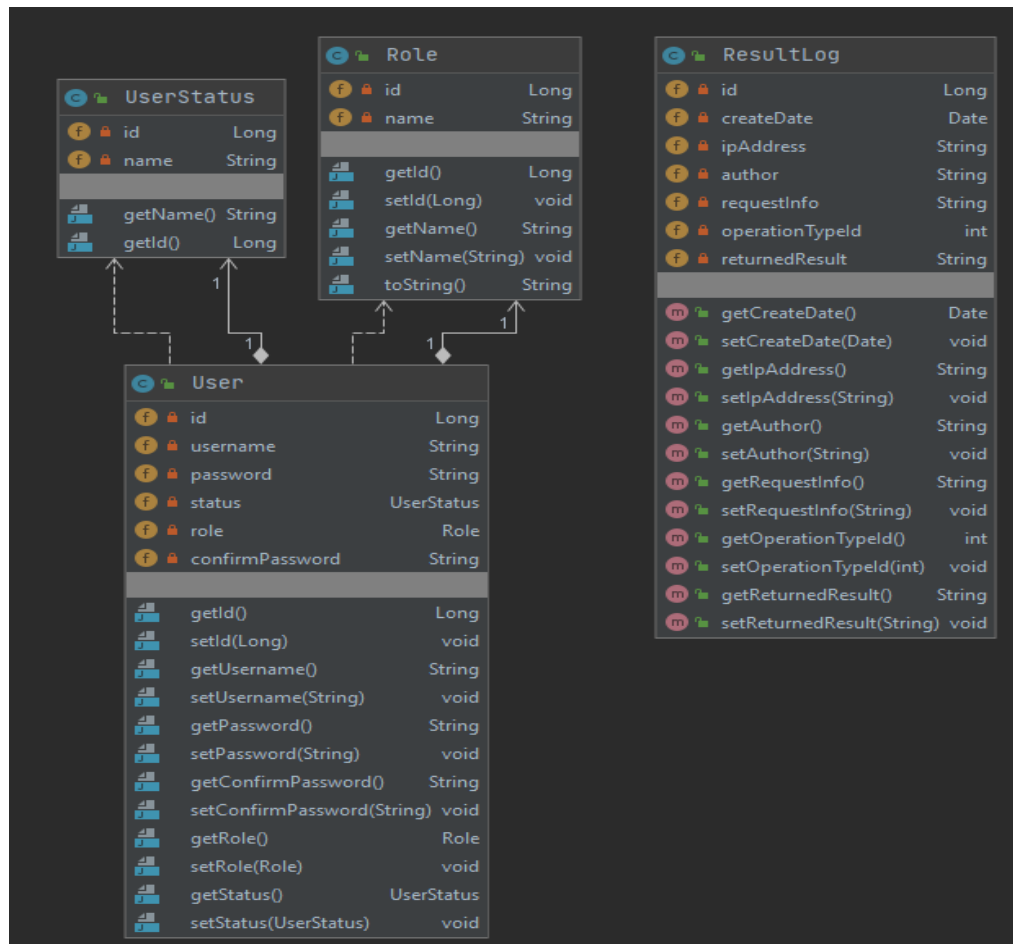 UserStatus
id Long
name String
getName() String
getId() Long
Role
id Long
name String
getId() Long
setId(Long) void
getName() String
setName(String) void
toString() String
ResultLog
id Long
createDate Date
ipAddress String
author String
requestInfo String
operationTypeId int
returnedResult String
getCreateDate() Date
setCreateDate(Date) void
getIpAddress() String
setIpAddress(String) void
getAuthor() String
setAuthor(String) void
getRequestInfo() String
setRequestInfo(String) void
getOperationTypeId() int
setOperationTypeId(int) void
getReturnedResult() String
setReturnedResult(String) void
1
1
1
1
User
id Long
username String
password String
status UserStatus
role Role
confirmPassword String
getId() Long
setId(Long) void
getUsername() String
setUsername(String) void
getPassword() String
setPassword(String) void
getConfirmPassword() String
setConfirmPassword(String) void
getRole() Role
setRole(Role) void
getStatus() UserStatus
setStatus(UserStatus) void